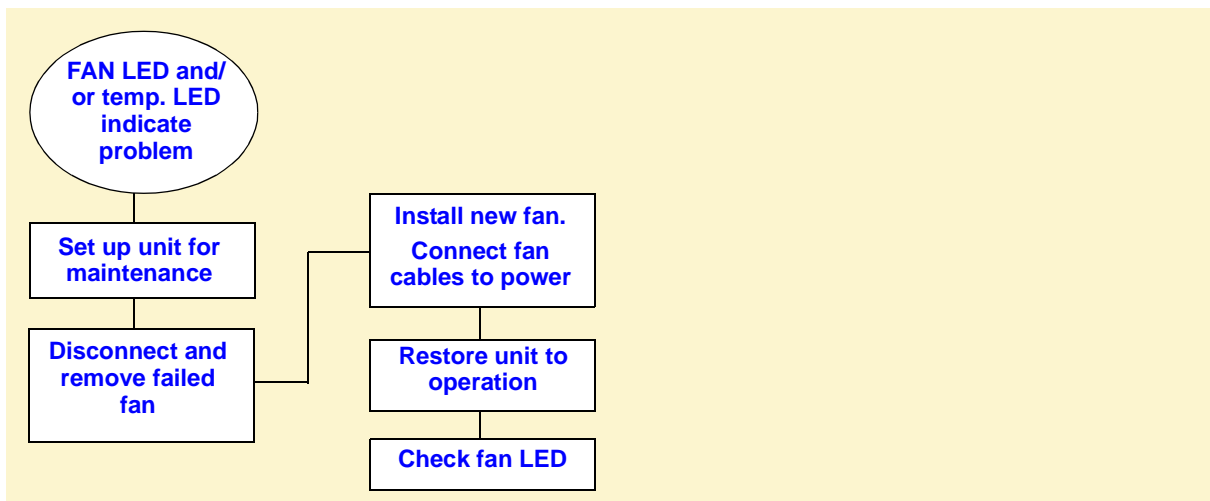 FAN LED and/
or temp. LED
indicate
problem
Set up unit for
maintenance
Disconnect and
remove failed
fan
Install new fan.
Connect fan
cables to power
Restore unit to
operation
Check fan LED